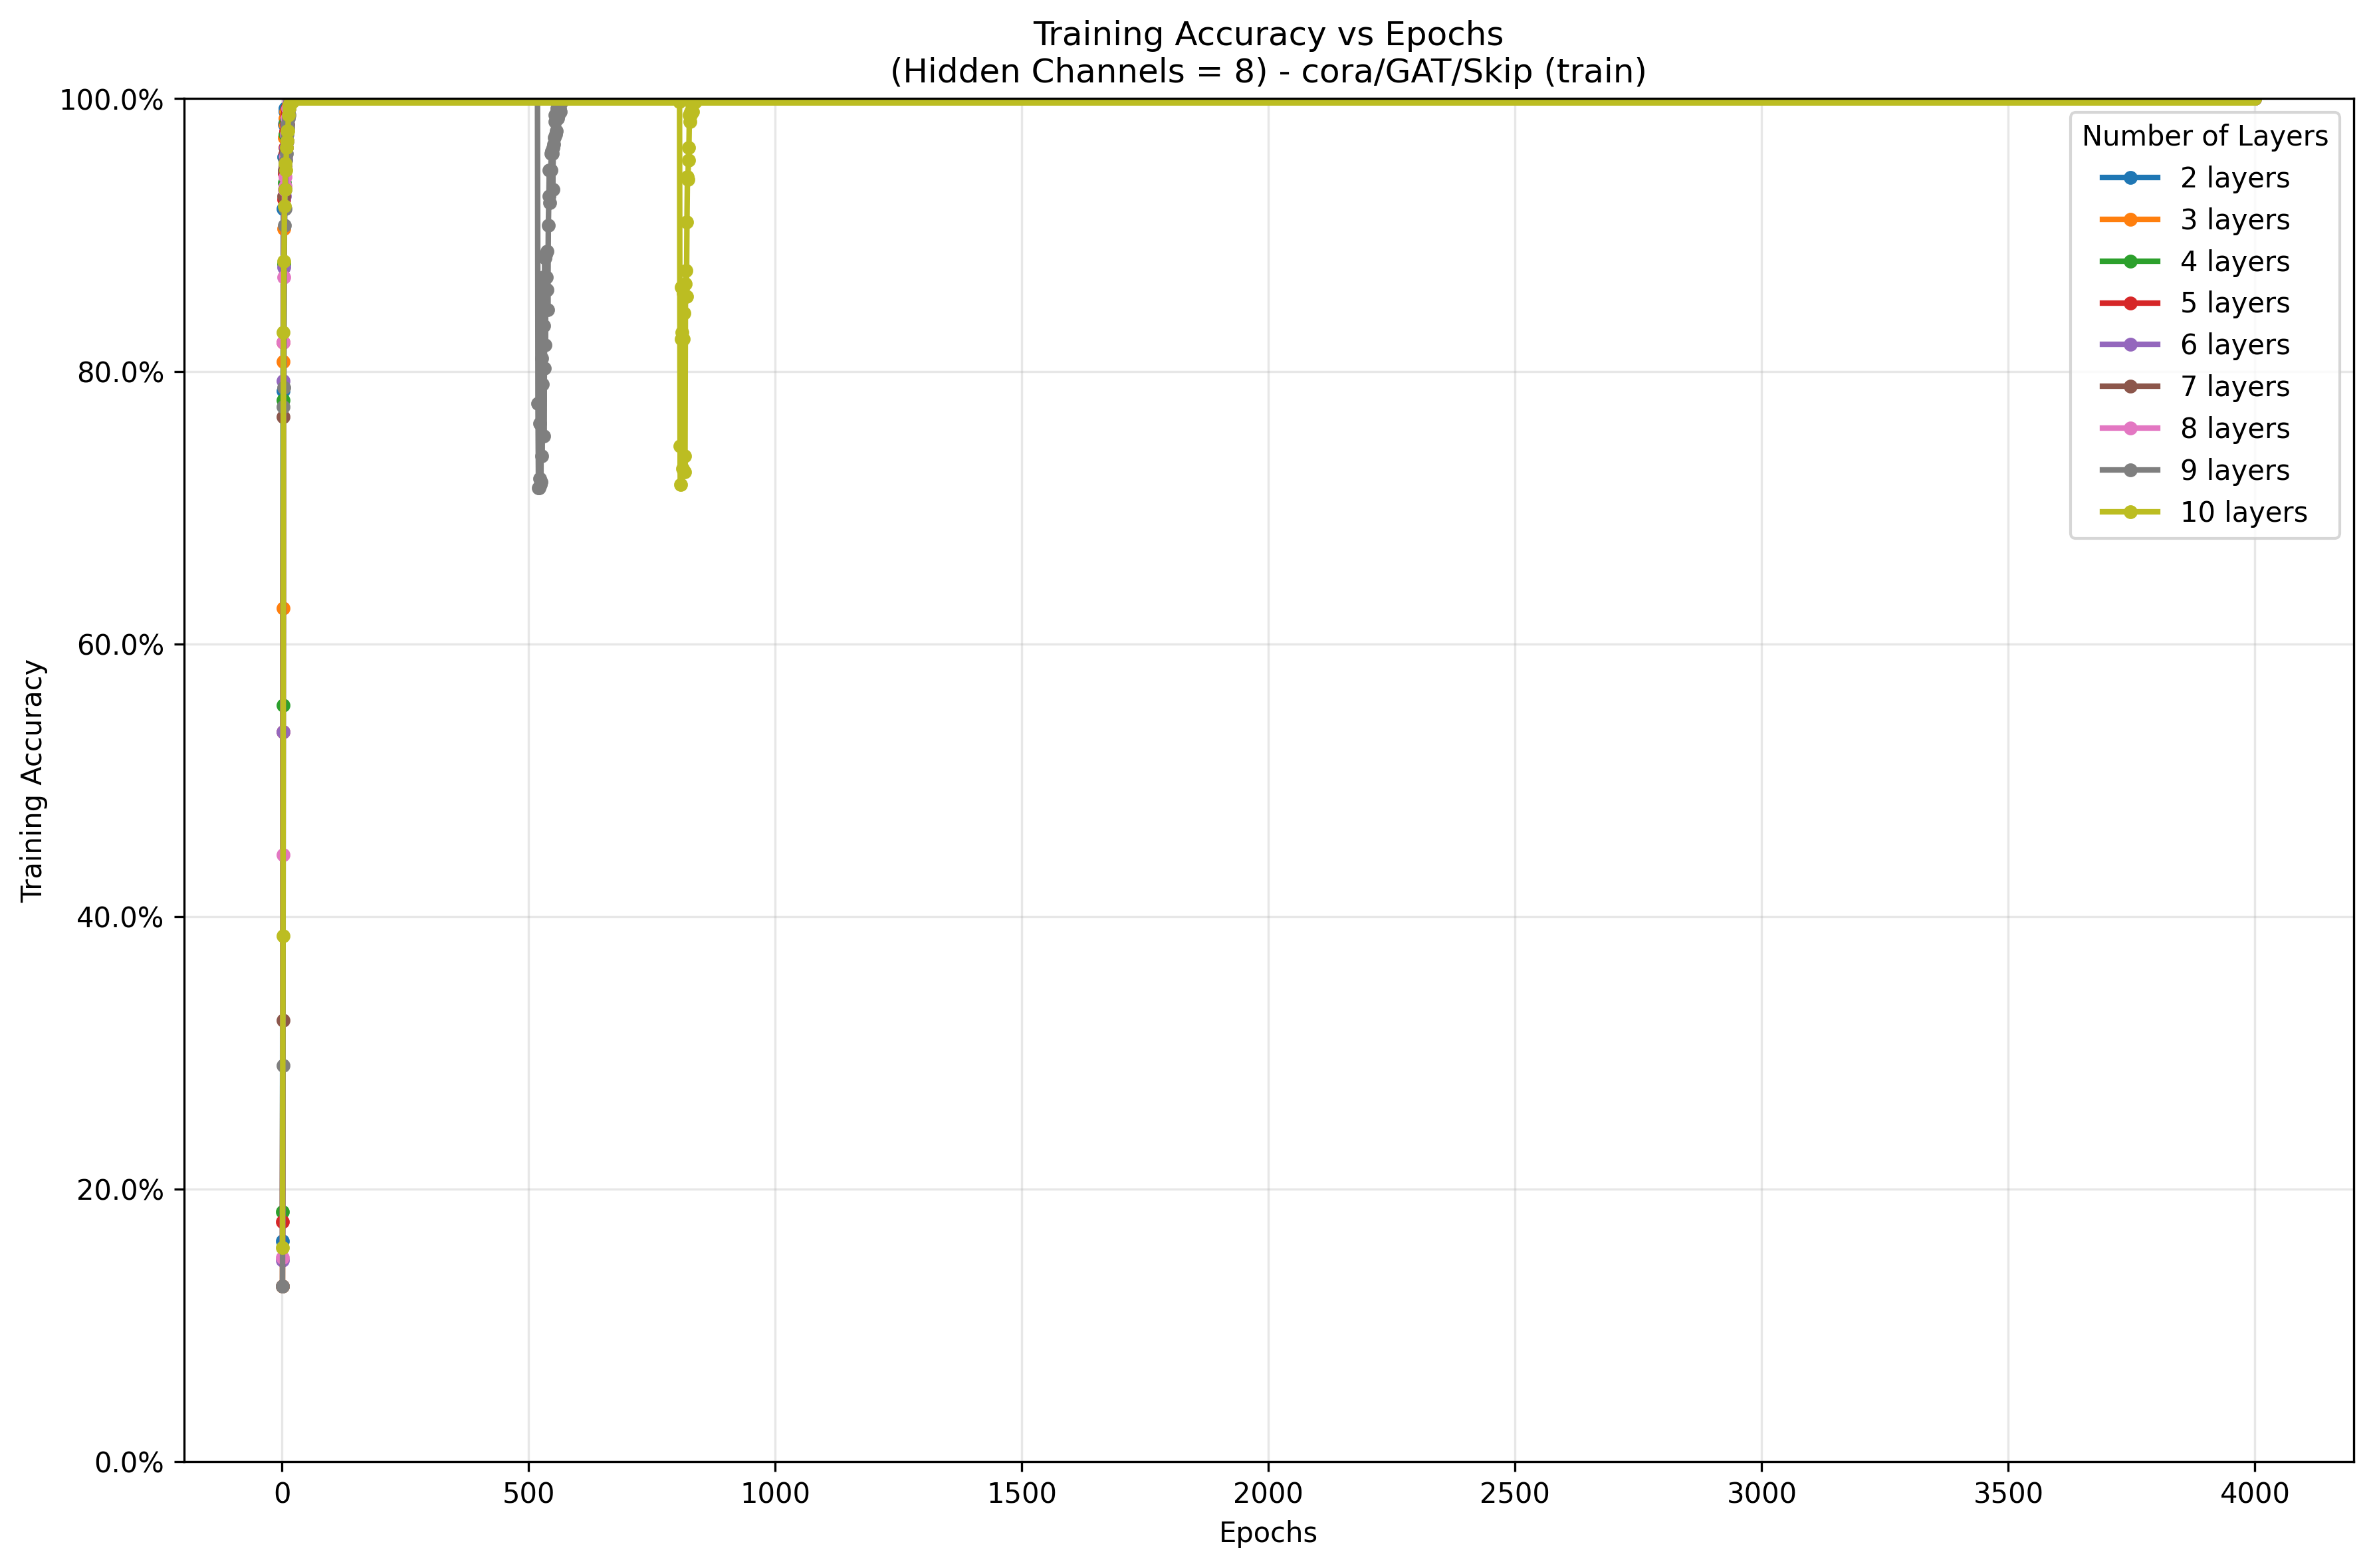 Training Accuracy vs Epochs
(Hidden Channels = 8) - cora/GAT/Skip (train)
100.0%
80.0%
60.0%
40.0%
20.0%
0.0%
Training Accuracy
Number of Layers
2 layers
3 layers
4 layers
5 layers
6 layers
7 layers
8 layers
9 layers
10 layers
0 500 1000 1500 2000 2500 3000 3500 4000
Epochs